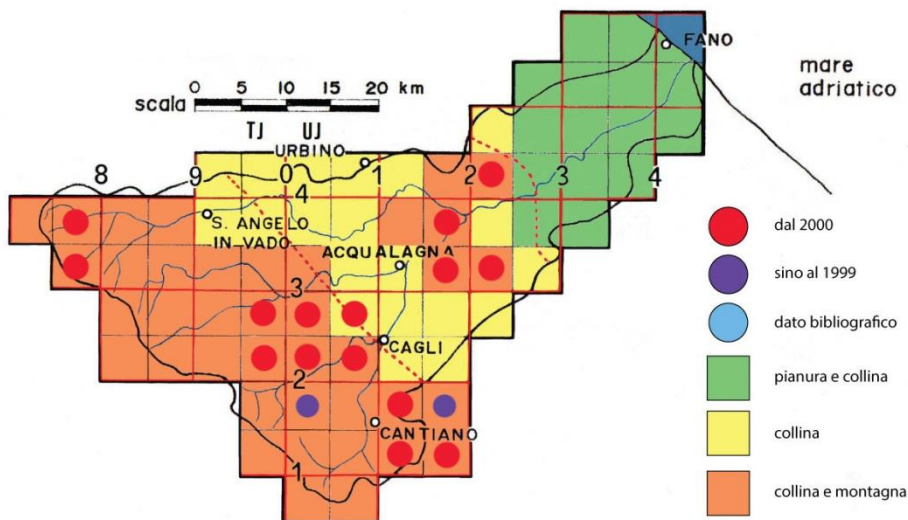 FANO
mare
adriatico
0 5 10 15 20 km
scala
TJ UJ
URBINO
8 9 0 1 2 3 4
4
S. ANGELO
IN VADO
ACQUALAGNA
3
CAGLI
2
CANTIANO
1
dal 2000
sino al 1999
dato bibliografico
pianura e collina
collina
collina e montagna